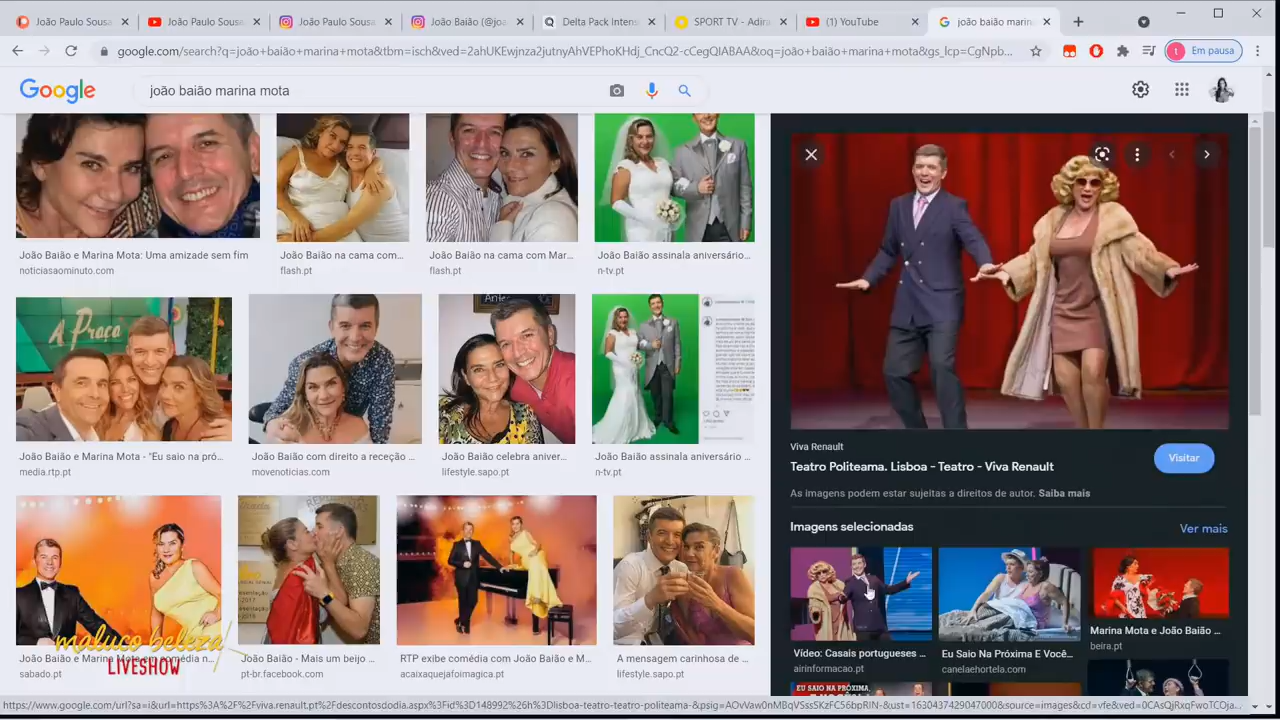 João Paulo Sousa
João Paulo Sousa
João Paulo Sousa
João Baião (@joa
Delta Pack Intens
SPORT TV - Adira
(1) YouTube
joão baião marin
google.com/search?q=joão+baião+marina+mota&tbm=isch&ved=2ahUKEwjnza2jutnyAhVEPhoKHdj_CncQ2-cCegQIABAA&oq=joão+baião+marina+mota&gs_lcp=CgNpb...
t
Em pausa
Google
joão baião marina mota
João Baião e Marina Mota: Uma amizade sem fim
noticiasaominuto.com
João Baião na cama com...
flash.pt
João Baião na cama com Mar...
flash.pt
João Baião assinala aniversário...
n-tv.pt
A Praça
João Baião e Marina Mota - "Eu saio na pró...
media.rtp.pt
João Baião com direito a receção ...
movenoticias.com
João Baião celebra aniver...
lifestyle.sapo.pt
João Baião assinala aniversário ...
n-tv.pt
João Baião e Marina
sabado.pt
João Baião - Mais um beijo ...
pt-br.facebook.com
RTP exibe comédia com João Baião e M...
acaixaquejafoimagica.pt
A mensagem carinhosa de ...
lifestyle.sapo.pt
maluco beleza
LIVESHOW
Viva Renault
Teatro Politeama. Lisboa - Teatro - Viva Renault
Visitar
As imagens podem estar sujeitas a direitos de autor. Saiba mais
Imagens selecionadas
Ver mais
Vídeo: Casais portugueses ...
airinformacao.pt
Eu Saio Na Próxima E Você...
canelaehortela.com
Marina Mota e João Baião ...
beira.pt
EU SAIO NA PRÓXIMA,